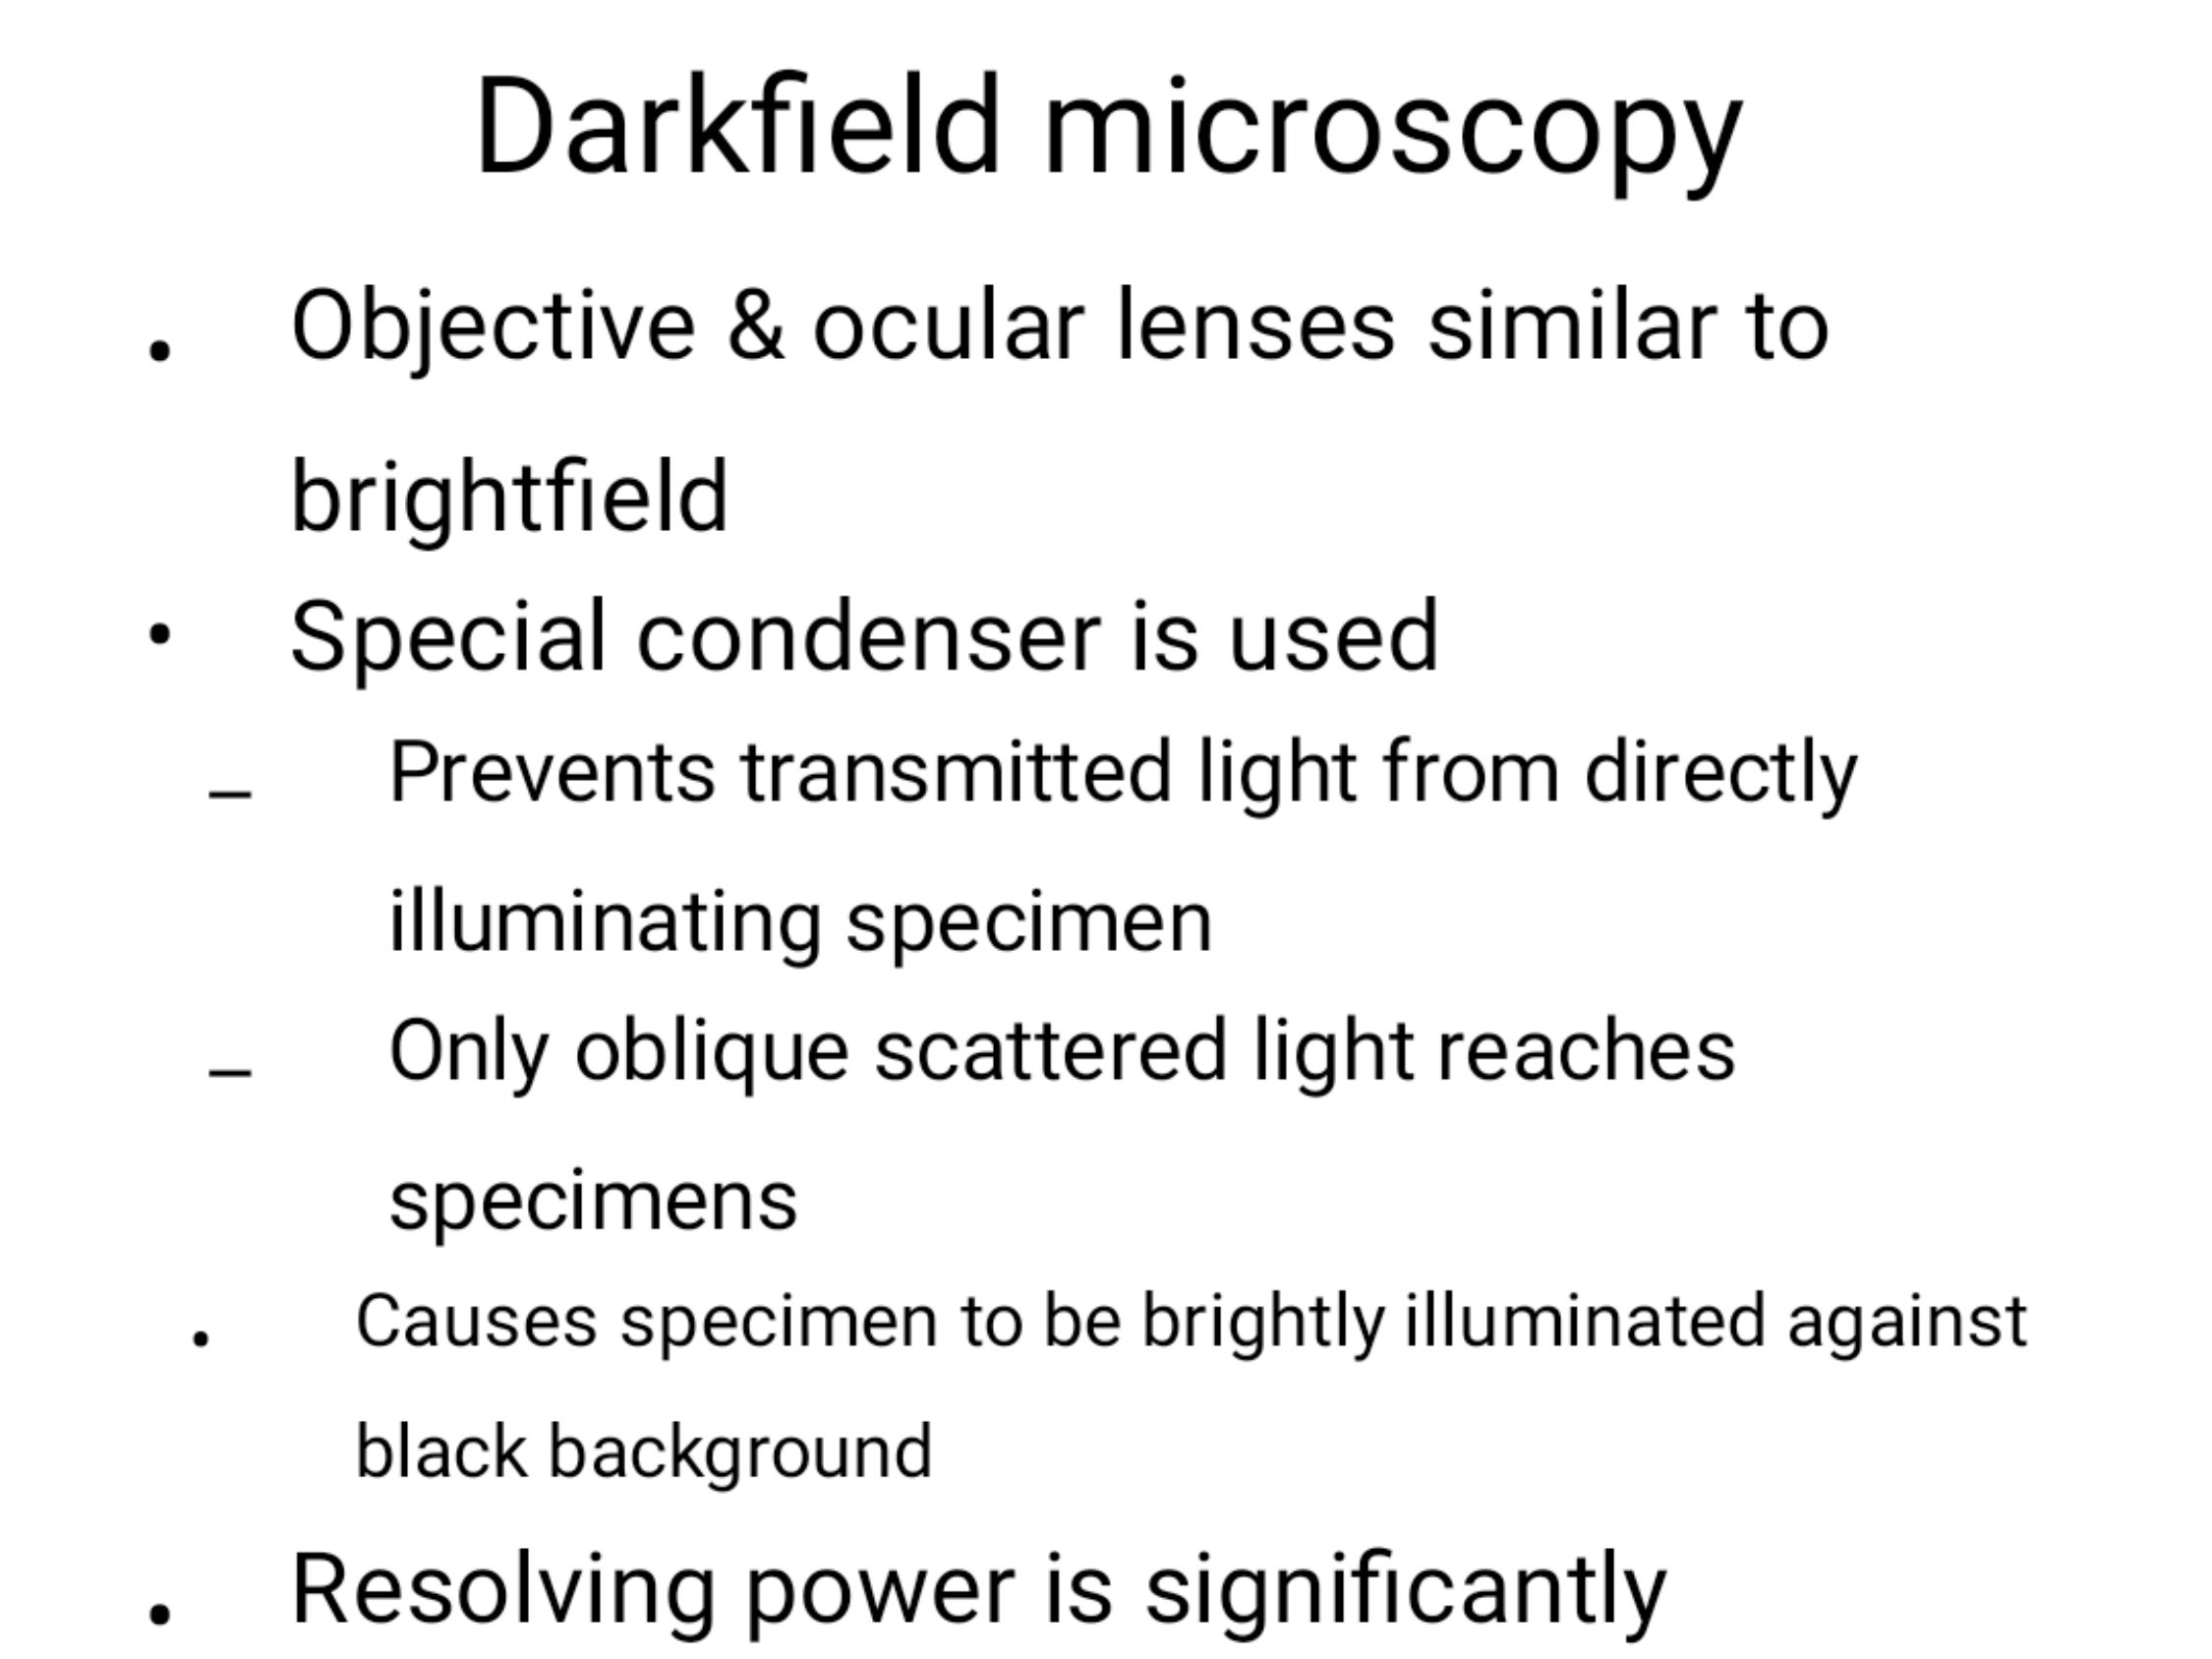 Darkfield microscopy
• Objective & ocular lenses similar to
brightfield
• Special condenser is used
– Prevents transmitted light from directly
illuminating specimen
– Only oblique scattered light reaches
specimens
• Causes specimen to be brightly illuminated against
black background
• Resolving power is significantly